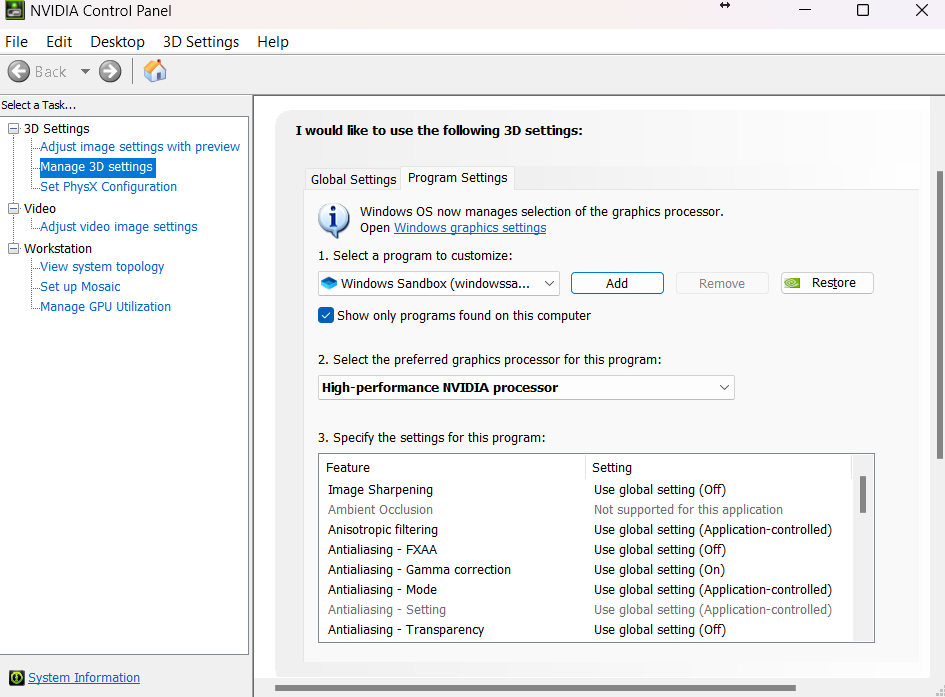 NVIDIA Control Panel
File Edit Desktop 3D Settings Help
Back
Select a Task...
3D Settings
Adjust image settings with preview
Manage 3D settings
Set PhysX Configuration
Video
Adjust video image settings
Workstation
View system topology
Set up Mosaic
Manage GPU Utilization
System Information
I would like to use the following 3D settings:
Global Settings Program Settings
Windows OS now manages selection of the graphics processor.
Open Windows graphics settings
1. Select a program to customize:
Windows Sandbox (windowssa... Add Remove Restore
Show only programs found on this computer
2. Select the preferred graphics processor for this program:
High-performance NVIDIA processor
3. Specify the settings for this program:
Feature Setting
Image Sharpening Use global setting (Off)
Ambient Occlusion Not supported for this application
Anisotropic filtering Use global setting (Application-controlled)
Antialiasing - FXAA Use global setting (Off)
Antialiasing - Gamma correction Use global setting (On)
Antialiasing - Mode Use global setting (Application-controlled)
Antialiasing - Setting Use global setting (Application-controlled)
Antialiasing - Transparency Use global setting (Off)